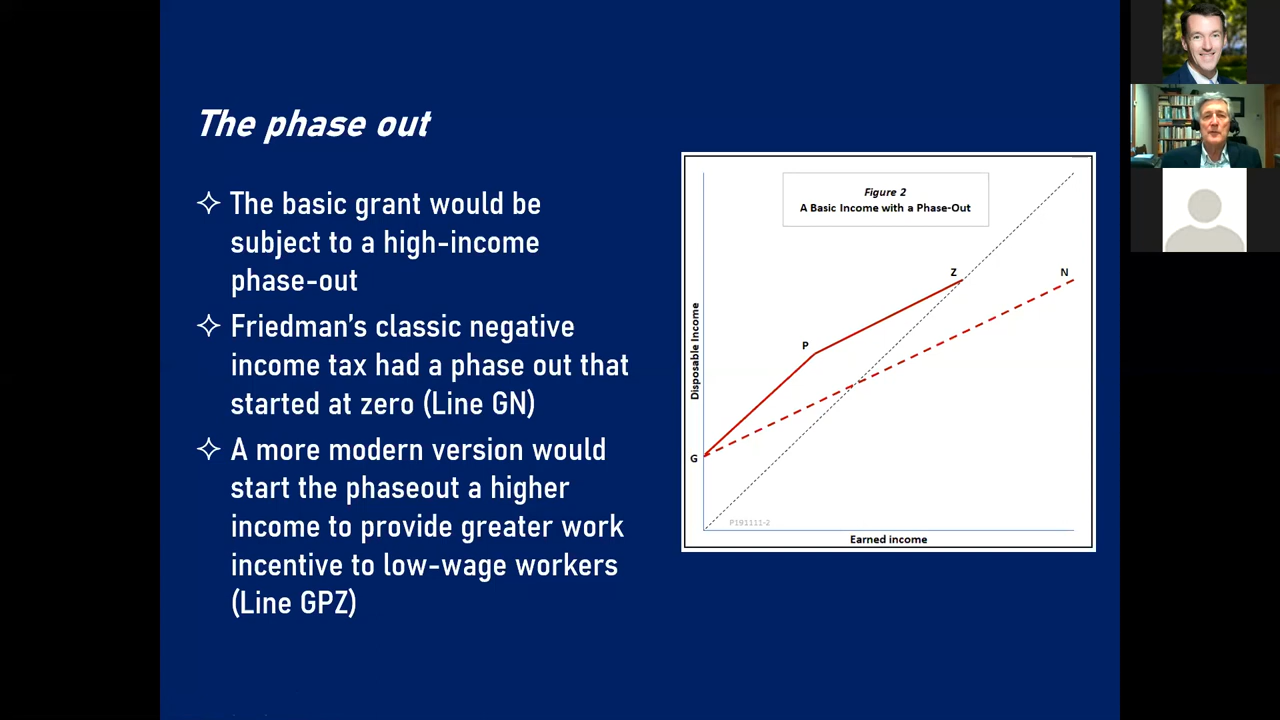 The phase out
The basic grant would be
subject to a high-income
phase-out
Friedman's classic negative
income tax had a phase out that
started at zero (Line GN)
A more modern version would
start the phaseout a higher
income to provide greater work
incentive to low-wage workers
(Line GPZ)
Figure 2
A Basic Income with a Phase-Out
Z
N
P
Disposable Income
G
P191111-2
Earned income